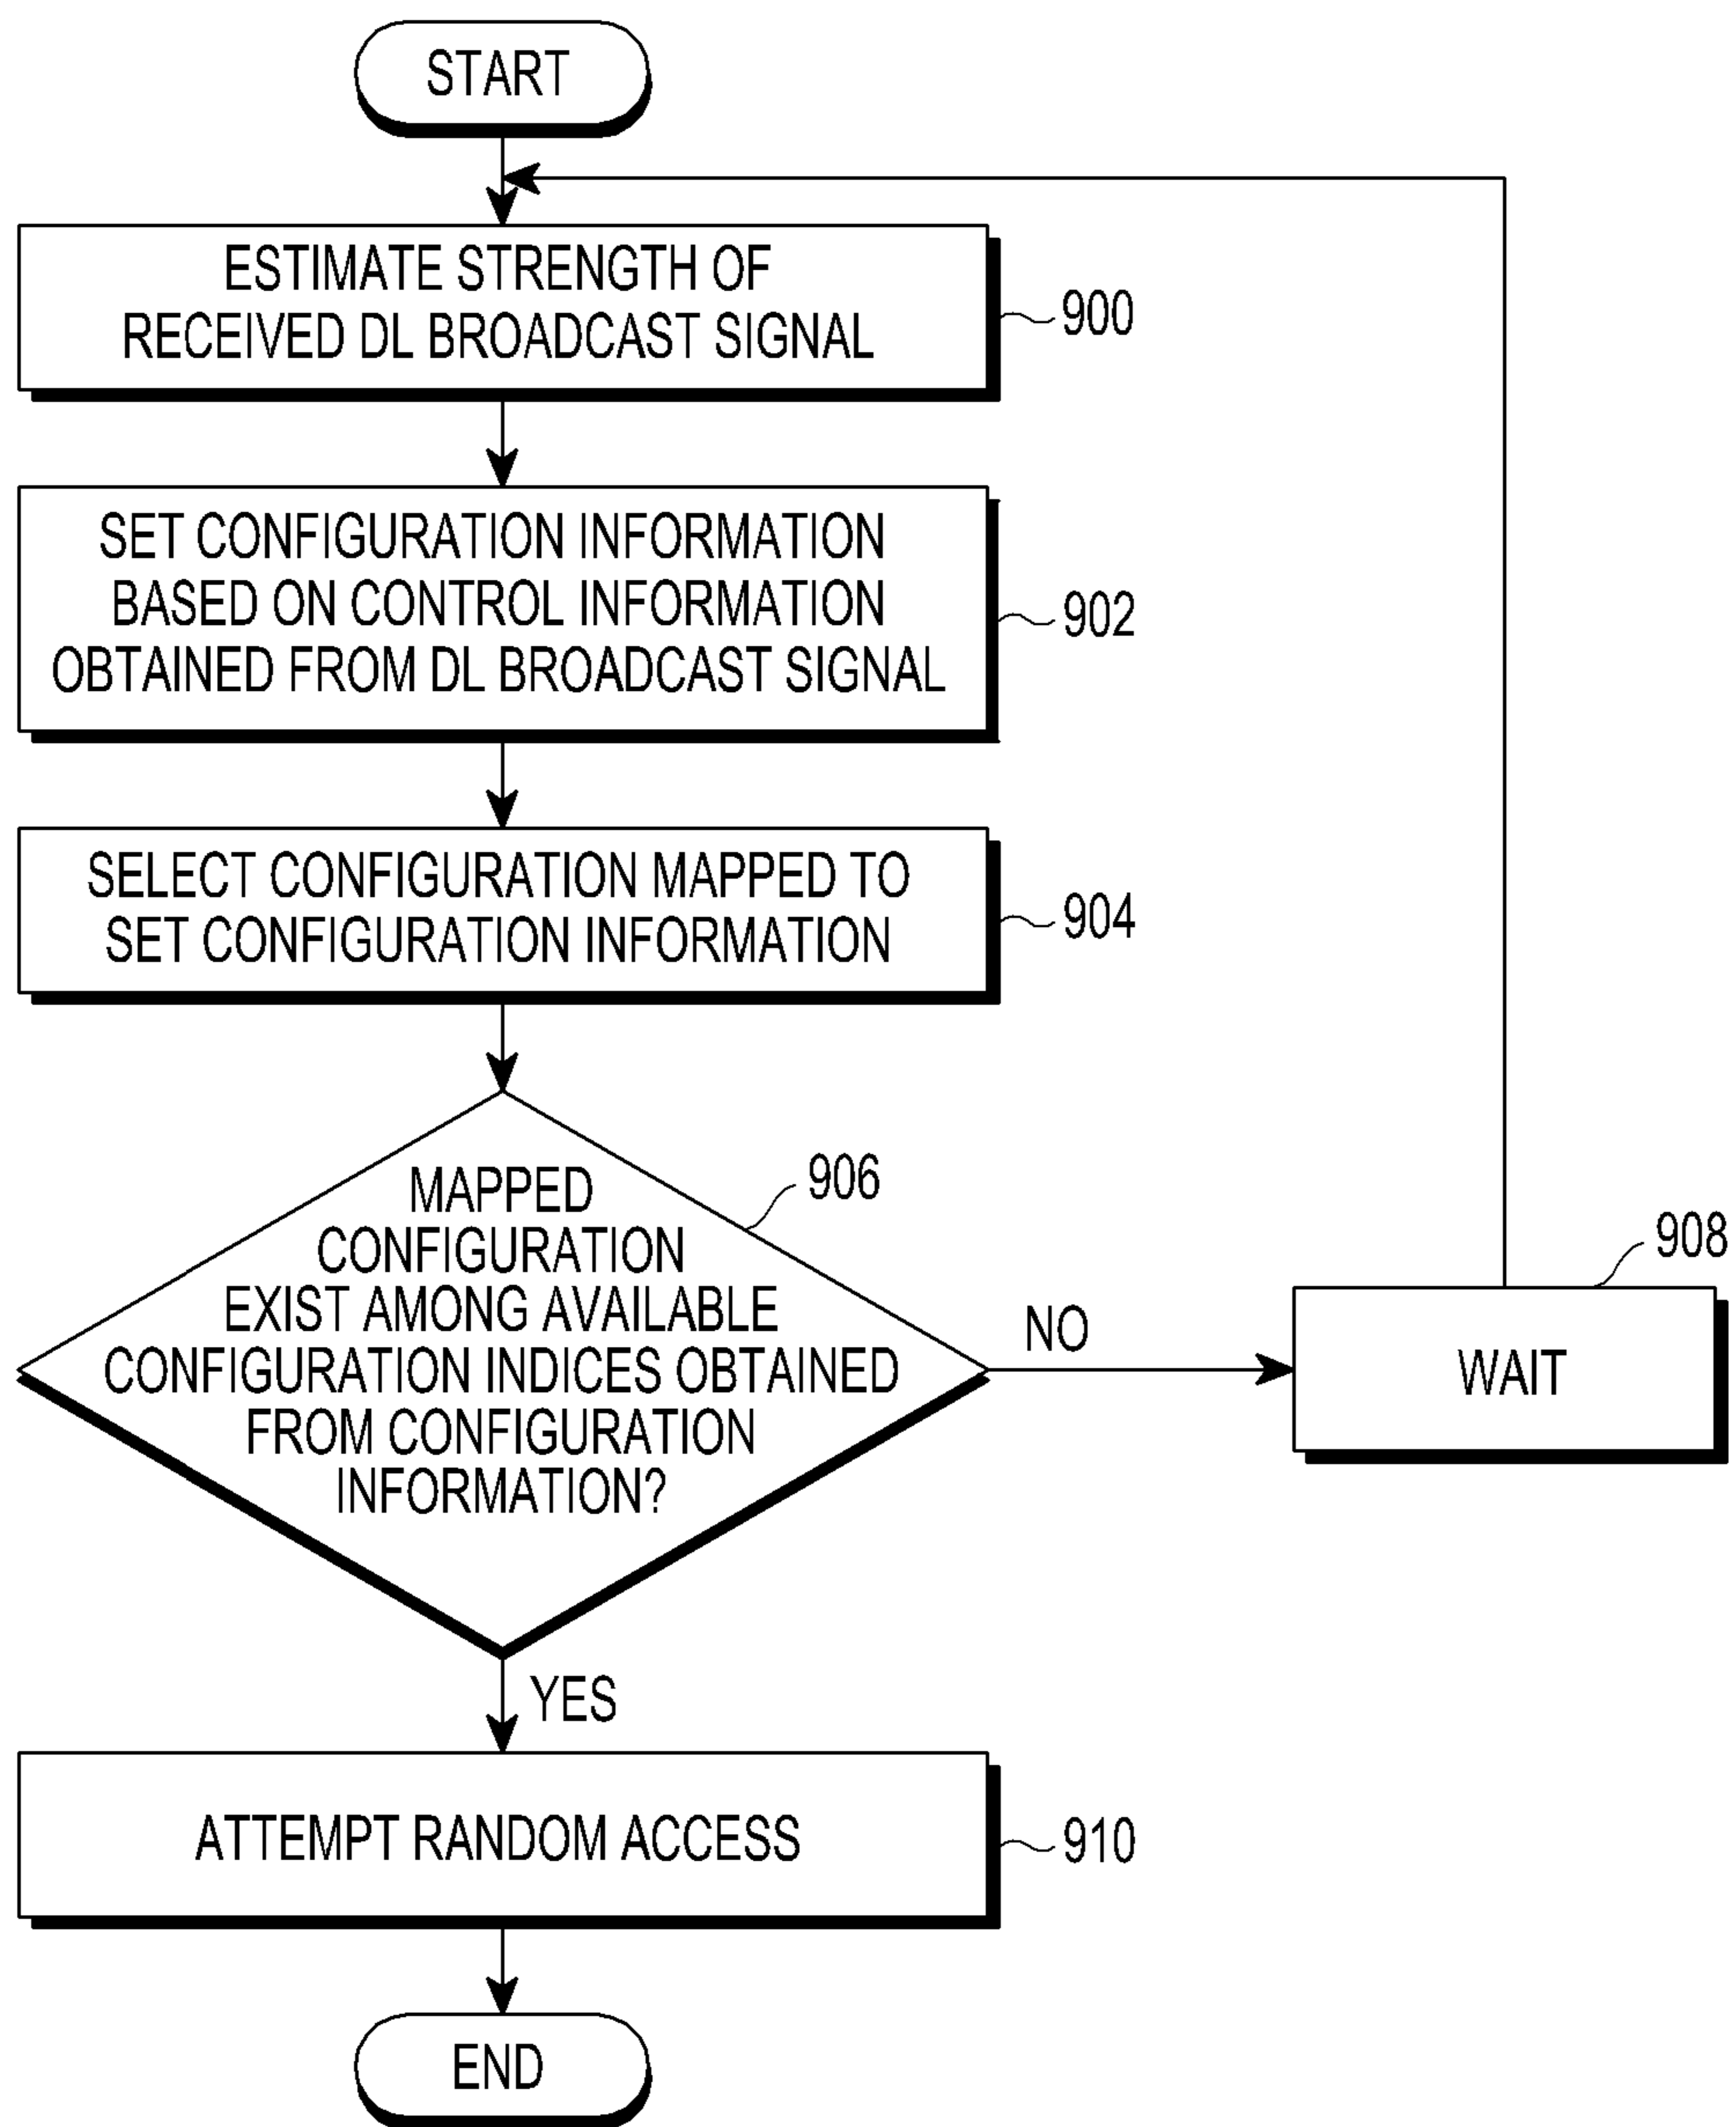 START
ESTIMATE STRENGTH OF
RECEIVED DL BROADCAST SIGNAL
900
SET CONFIGURATION INFORMATION
BASED ON CONTROL INFORMATION
OBTAINED FROM DL BROADCAST SIGNAL
902
SELECT CONFIGURATION MAPPED TO
SET CONFIGURATION INFORMATION
904
MAPPED
CONFIGURATION
EXIST AMONG AVAILABLE
CONFIGURATION INDICES OBTAINED
FROM CONFIGURATION
INFORMATION?
906
NO
908
WAIT
YES
ATTEMPT RANDOM ACCESS
910
END